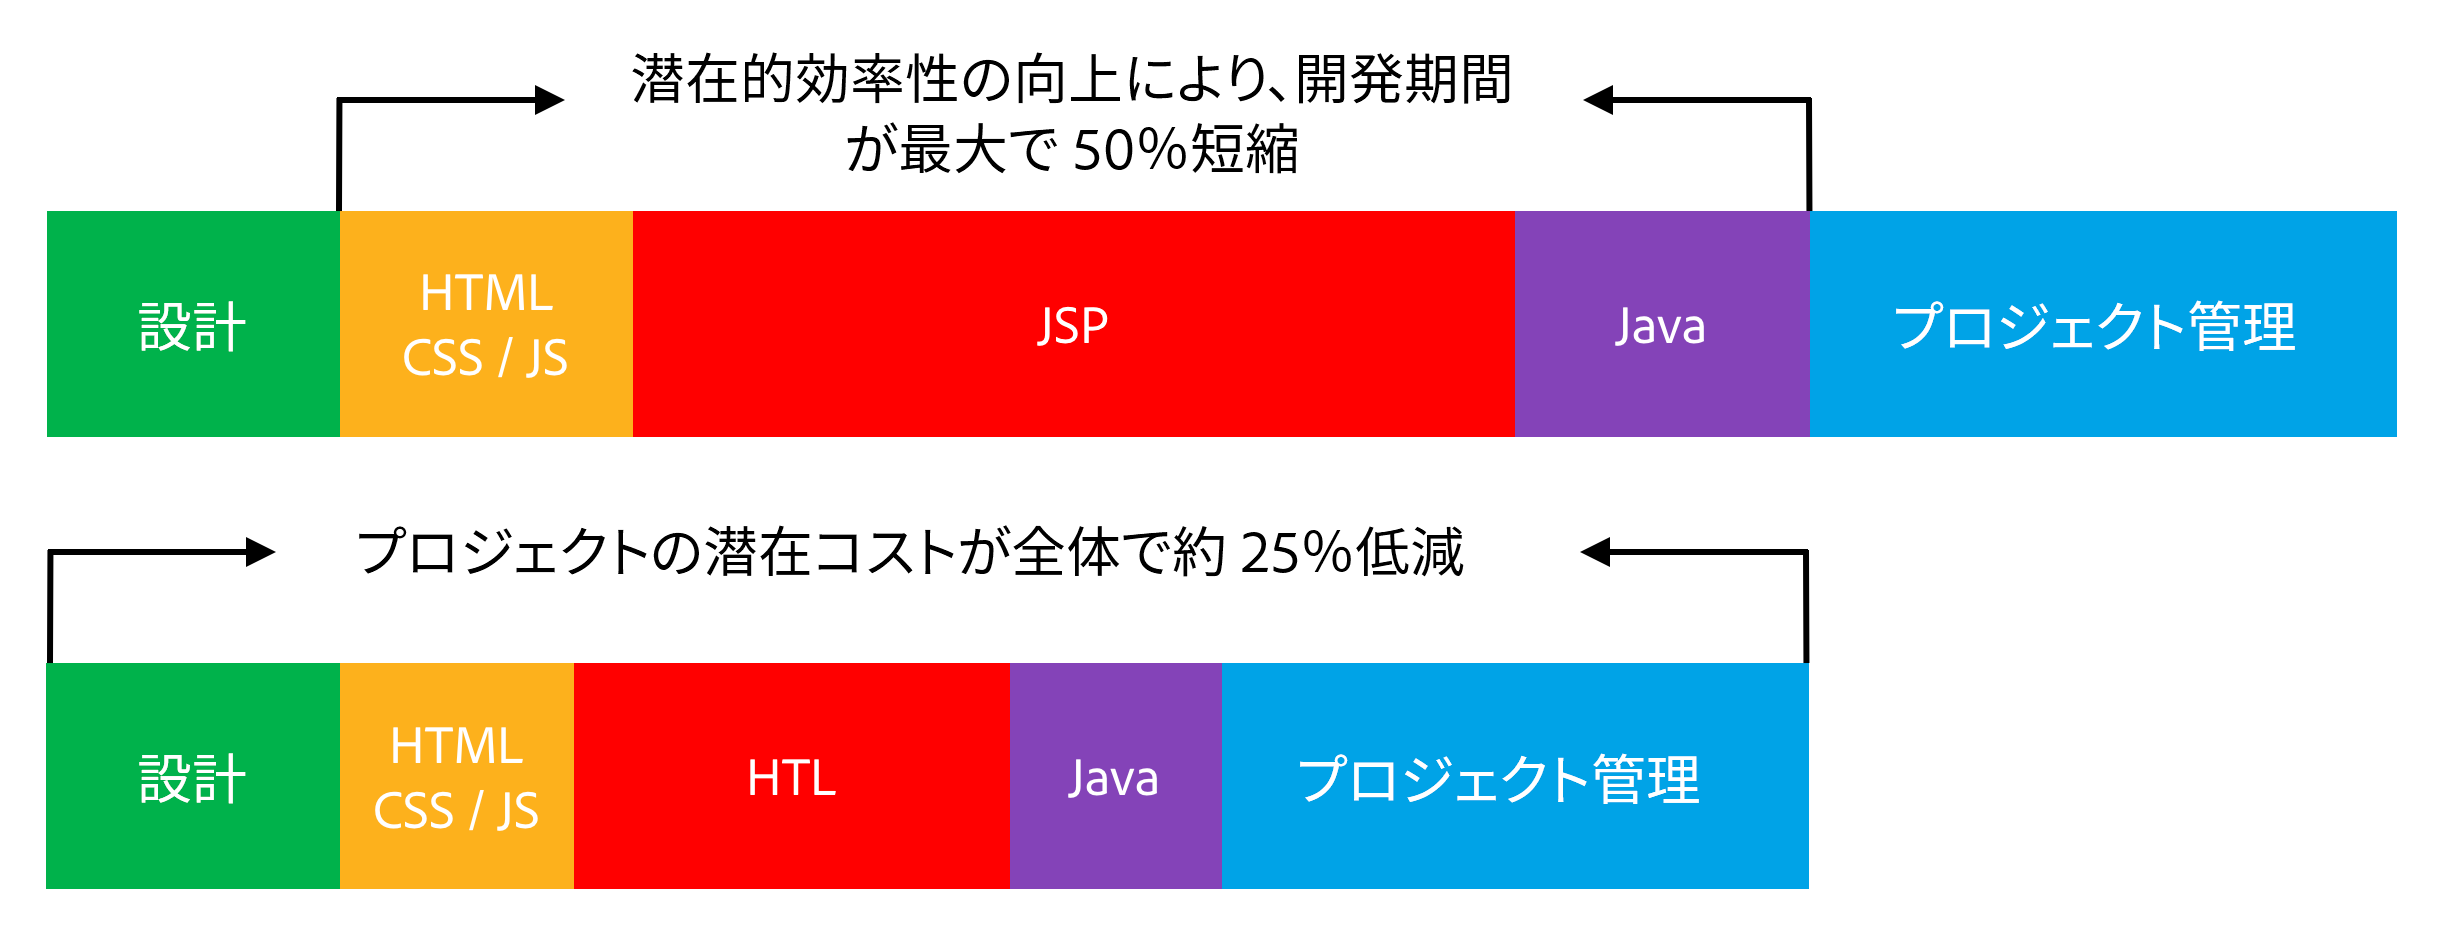 潜在的効率性の向上により、開発期間
が最大で 50%短縮
設計
HTML
CSS / JS
JSP
Java
プロジェクト管理
プロジェクトの潜在コストが全体で約 25%低減
設計
HTML
CSS / JS
HTL
Java
プロジェクト管理